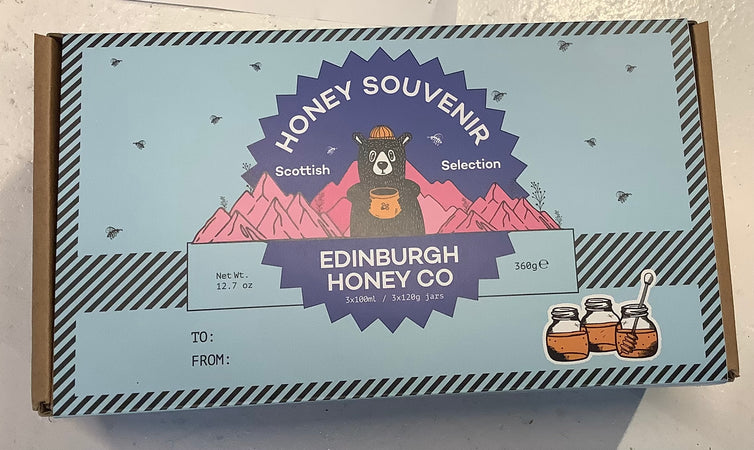 HONEY SOUVENIR
Scottish
Selection
EDINBURGH
HONEY CO
3x100ml / 3x120g jars
Net Wt.
12.7 oz
360g℮
TO:
FROM: